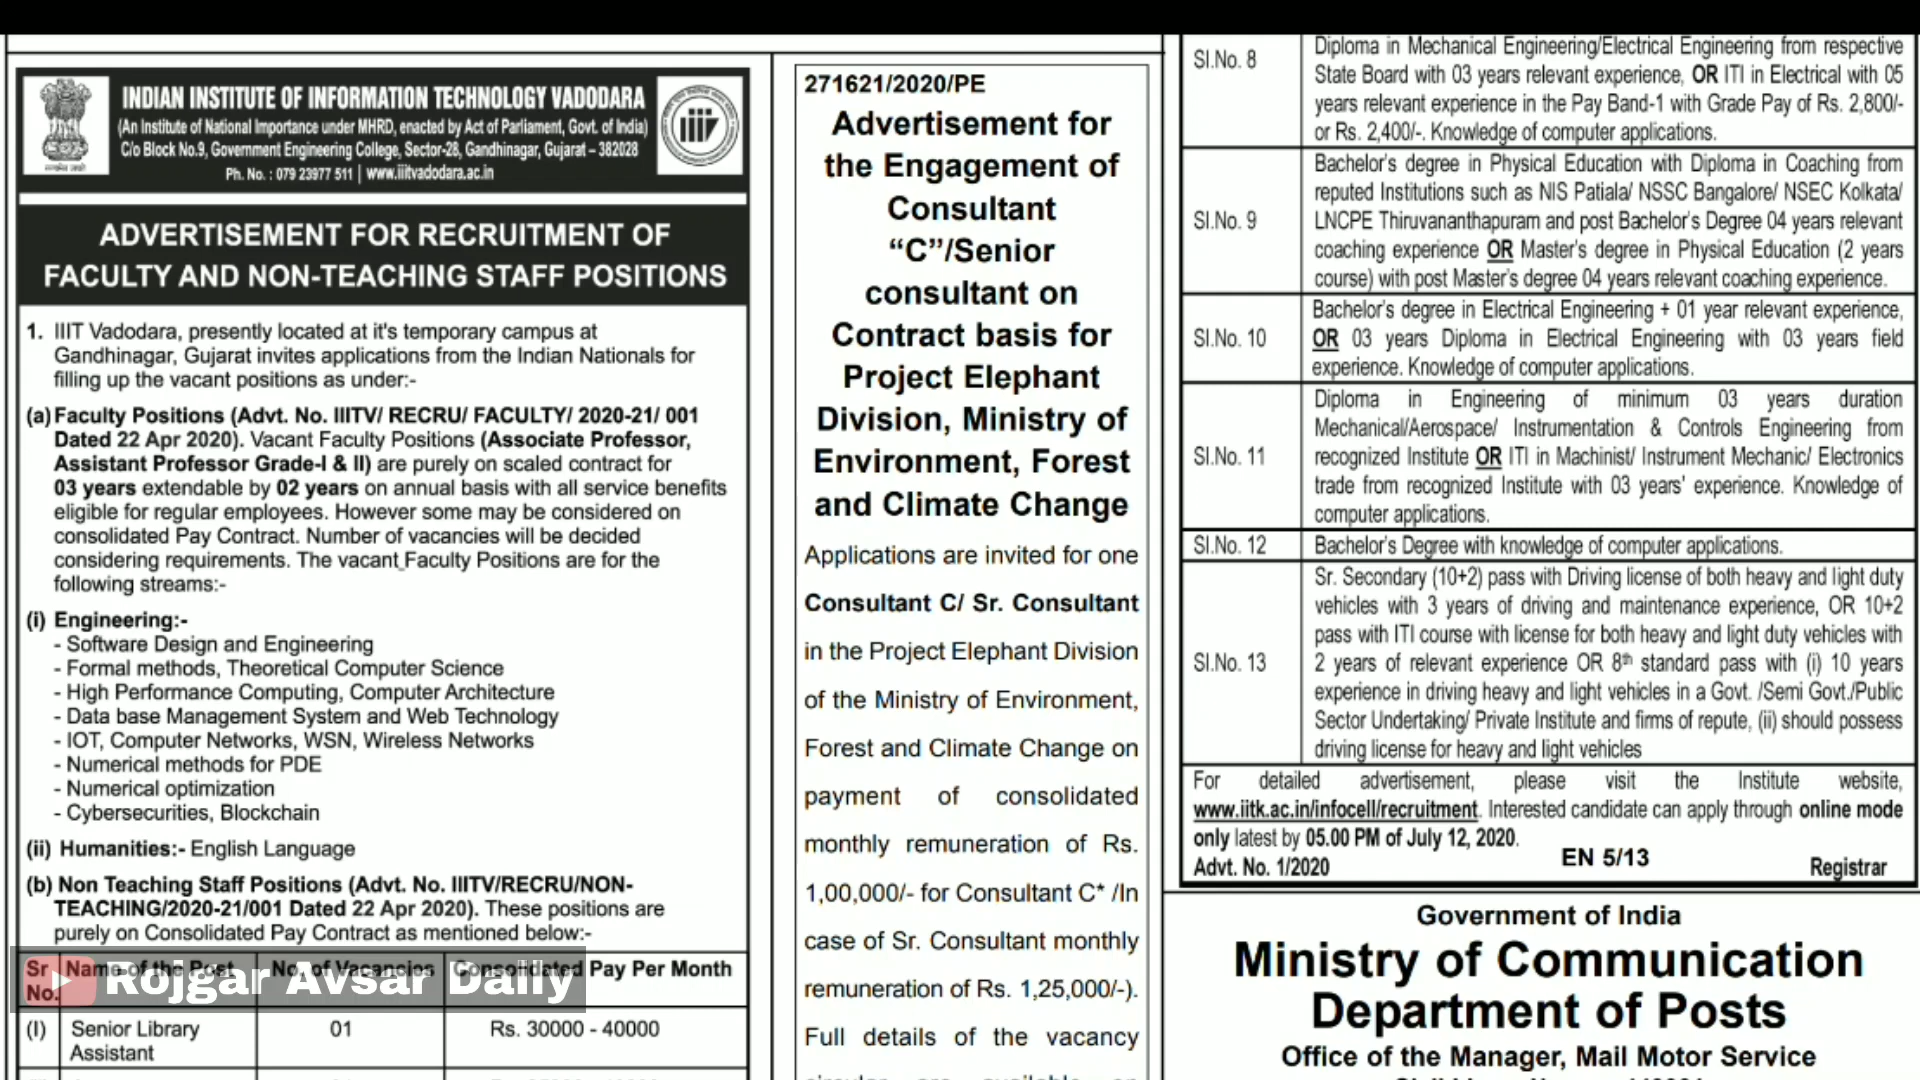 INDIAN INSTITUTE OF INFORMATION TECHNOLOGY VADODARA
(An Institute of National Importance under MHRD, enacted by Act of Parliament, Govt. of India)
C/o Block No.9, Government Engineering College, Sector-28, Gandhinagar, Gujarat – 382028
Ph. No. : 079 23977 511 | www.iiitvadodara.ac.in
ADVERTISEMENT FOR RECRUITMENT OF
FACULTY AND NON-TEACHING STAFF POSITIONS
1. IIIT Vadodara, presently located at it's temporary campus at
Gandhinagar, Gujarat invites applications from the Indian Nationals for
filling up the vacant positions as under:-
(a) Faculty Positions (Advt. No. IIITV/ RECRU/ FACULTY/ 2020-21/ 001
Dated 22 Apr 2020). Vacant Faculty Positions (Associate Professor,
Assistant Professor Grade-I & II) are purely on scaled contract for
03 years extendable by 02 years on annual basis with all service benefits
eligible for regular employees. However some may be considered on
consolidated Pay Contract. Number of vacancies will be decided
considering requirements. The vacant Faculty Positions are for the
following streams:-
(i) Engineering:-
- Software Design and Engineering
- Formal methods, Theoretical Computer Science
- High Performance Computing, Computer Architecture
- Data base Management System and Web Technology
- IOT, Computer Networks, WSN, Wireless Networks
- Numerical methods for PDE
- Numerical optimization
- Cybersecurities, Blockchain
(ii) Humanities:- English Language
(b) Non Teaching Staff Positions (Advt. No. IIITV/RECRU/NON-
TEACHING/2020-21/001 Dated 22 Apr 2020). These positions are
purely on Consolidated Pay Contract as mentioned below:-
Sr No. Name of the Post No. of Vacancies Consolidated Pay Per Month
Rojgar Avsar Daily
(I) Senior Library 01 Rs. 30000 - 40000
Assistant
271621/2020/PE
Advertisement for
the Engagement of
Consultant
“C”/Senior
consultant on
Contract basis for
Project Elephant
Division, Ministry of
Environment, Forest
and Climate Change
Applications are invited for one
Consultant C/ Sr. Consultant
in the Project Elephant Division
of the Ministry of Environment,
Forest and Climate Change on
payment of consolidated
monthly remuneration of Rs.
1,00,000/- for Consultant C* /In
case of Sr. Consultant monthly
remuneration of Rs. 1,25,000/-).
Full details of the vacancy
Sl.No. 8
Diploma in Mechanical Engineering/Electrical Engineering from respective
State Board with 03 years relevant experience, OR ITI in Electrical with 05
years relevant experience in the Pay Band-1 with Grade Pay of Rs. 2,800/-
or Rs. 2,400/-. Knowledge of computer applications.
Sl.No. 9
Bachelor's degree in Physical Education with Diploma in Coaching from
reputed Institutions such as NIS Patiala/ NSSC Bangalore/ NSEC Kolkata/
LNCPE Thiruvananthapuram and post Bachelor's Degree 04 years relevant
coaching experience OR Master's degree in Physical Education (2 years
course) with post Master's degree 04 years relevant coaching experience.
Sl.No. 10
Bachelor's degree in Electrical Engineering + 01 year relevant experience,
OR 03 years Diploma in Electrical Engineering with 03 years field
experience. Knowledge of computer applications.
Sl.No. 11
Diploma in Engineering of minimum 03 years duration
Mechanical/Aerospace/ Instrumentation & Controls Engineering from
recognized Institute OR ITI in Machinist/ Instrument Mechanic/ Electronics
trade from recognized Institute with 03 years' experience. Knowledge of
computer applications.
Sl.No. 12 Bachelor's Degree with knowledge of computer applications.
Sl.No. 13
Sr. Secondary (10+2) pass with Driving license of both heavy and light duty
vehicles with 3 years of driving and maintenance experience, OR 10+2
pass with ITI course with license for both heavy and light duty vehicles with
2 years of relevant experience OR 8th standard pass with (i) 10 years
experience in driving heavy and light vehicles in a Govt. /Semi Govt./Public
Sector Undertaking/ Private Institute and firms of repute, (ii) should possess
driving license for heavy and light vehicles
For detailed advertisement, please visit the Institute website,
www.iitk.ac.in/infocell/recruitment. Interested candidate can apply through online mode
only latest by 05.00 PM of July 12, 2020.
Advt. No. 1/2020 EN 5/13 Registrar
Government of India
Ministry of Communication
Department of Posts
Office of the Manager, Mail Motor Service